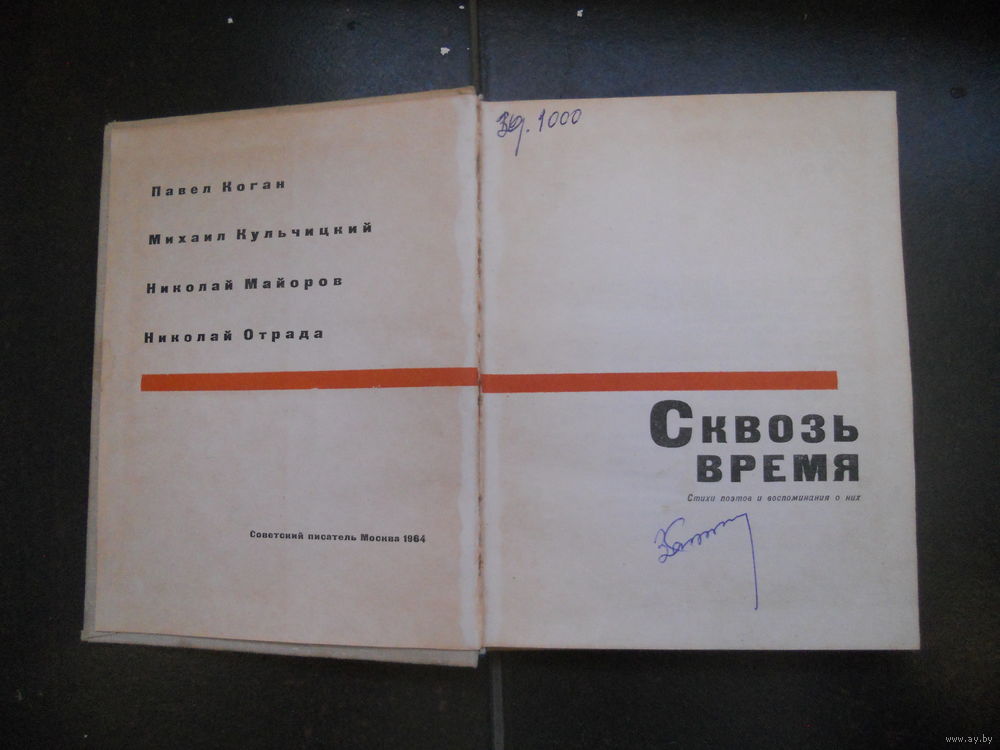 Павел Коган
Михаил Кульчицкий
Николай Майоров
Николай Отрада
Советский писатель Москва 1964
1000
Сквозь
время
Стихи поэтов и воспоминания о них
www.ay.by